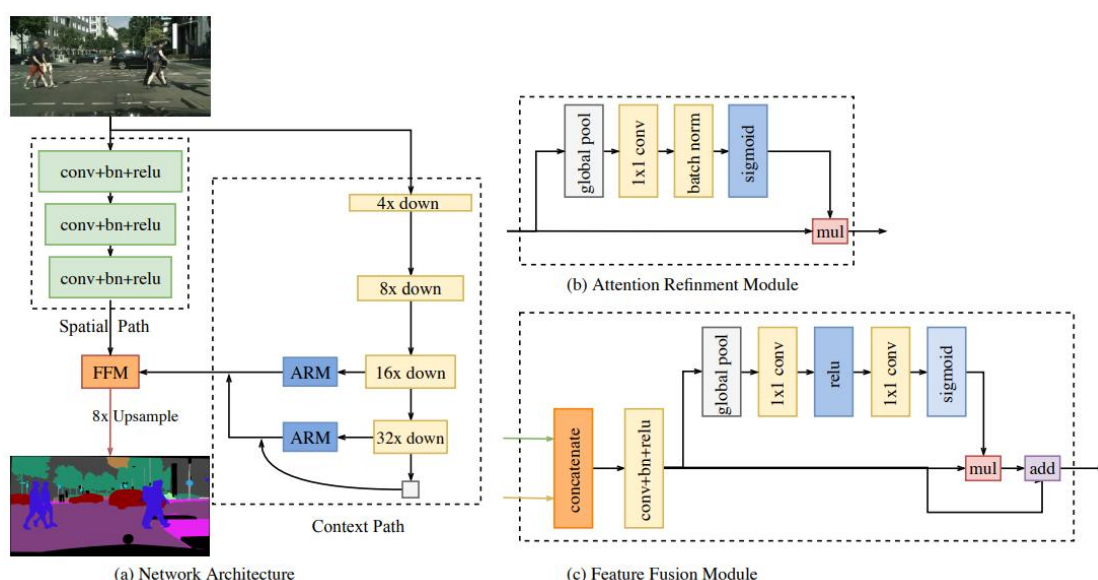 conv+bn+relu
conv+bn+relu
conv+bn+relu
Spatial Path
FFM
8x Upsample
4x down
8x down
ARM
16x down
ARM
32x down
Context Path
(a) Network Architecture
global pool
1x1 conv
batch norm
sigmoid
mul
(b) Attention Refinment Module
global pool
1x1 conv
relu
1x1 conv
sigmoid
concatenate
conv+bn+relu
mul
add
(c) Feature Fusion Module